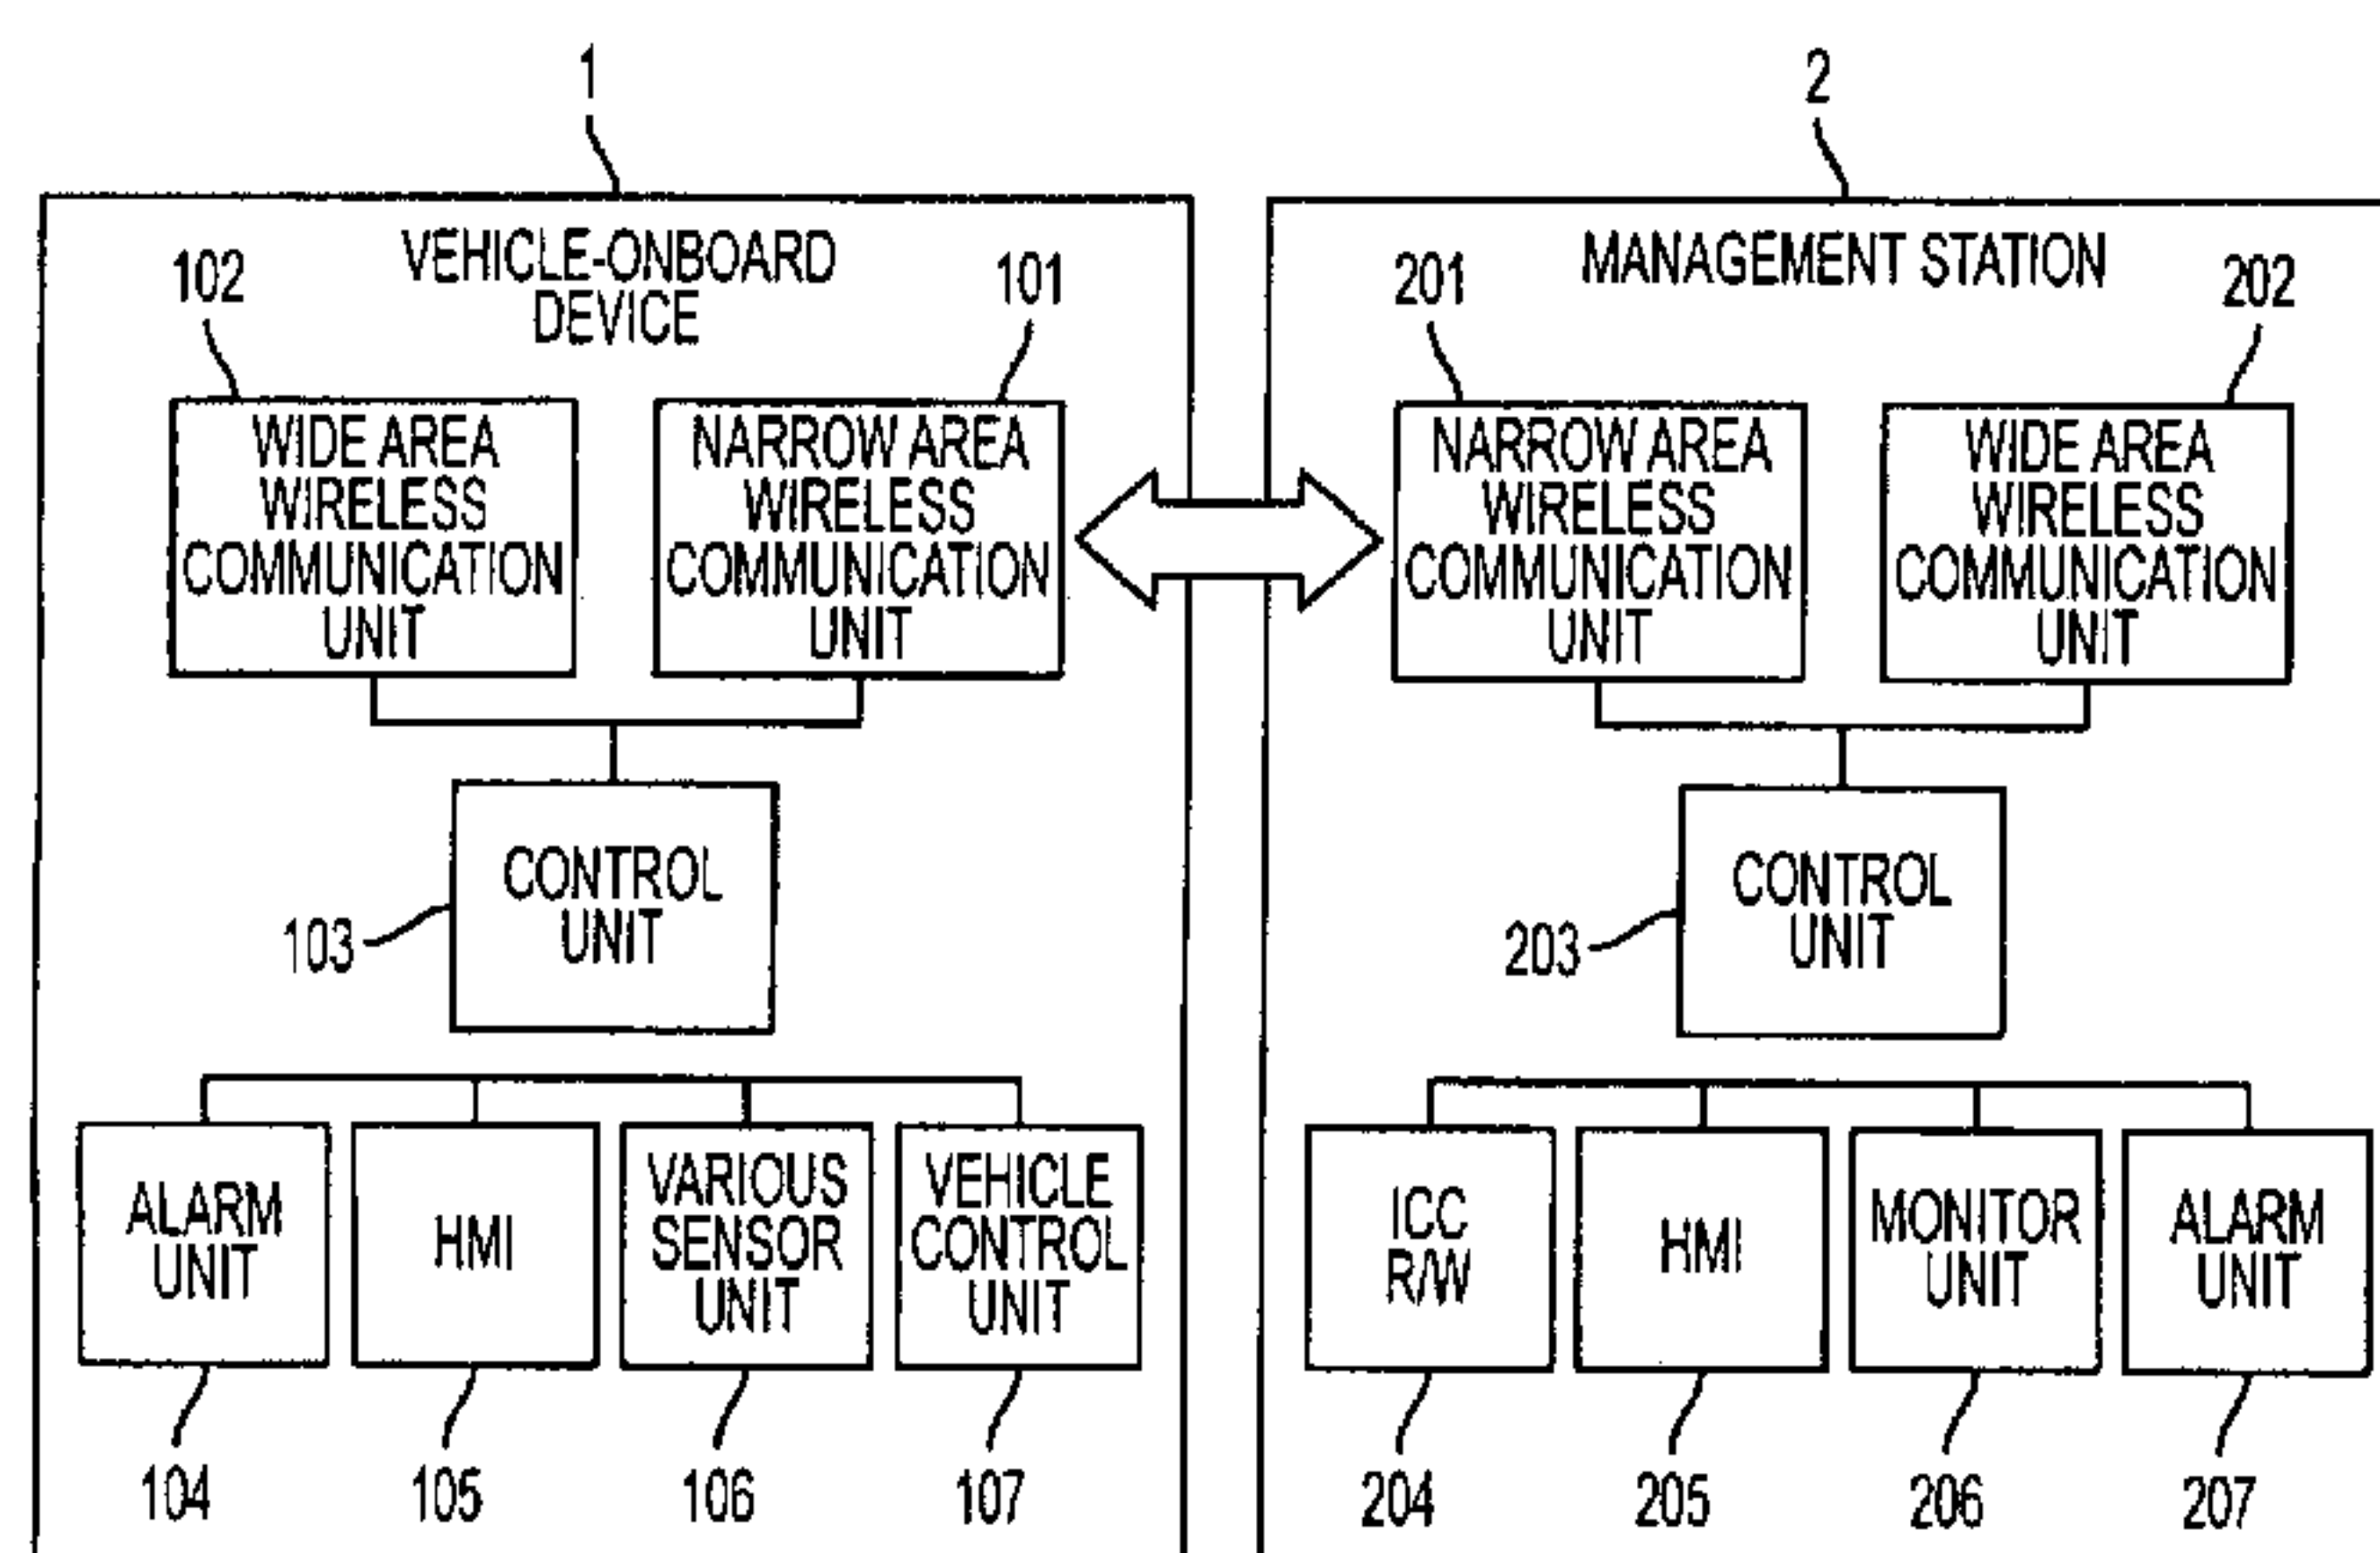 1
2
VEHICLE-ONBOARD
DEVICE
MANAGEMENT STATION
102
101
201
202
WIDE AREA
WIRELESS
COMMUNICATION
UNIT
NARROW AREA
WIRELESS
COMMUNICATION
UNIT
NARROW AREA
WIRELESS
COMMUNICATION
UNIT
WIDE AREA
WIRELESS
COMMUNICATION
UNIT
CONTROL
UNIT
103
CONTROL
UNIT
203
ALARM
UNIT
HMI
VARIOUS
SENSOR
UNIT
VEHICLE
CONTROL
UNIT
ICC
R/W
HMI
MONITOR
UNIT
ALARM
UNIT
104
105
106
107
204
205
206
207